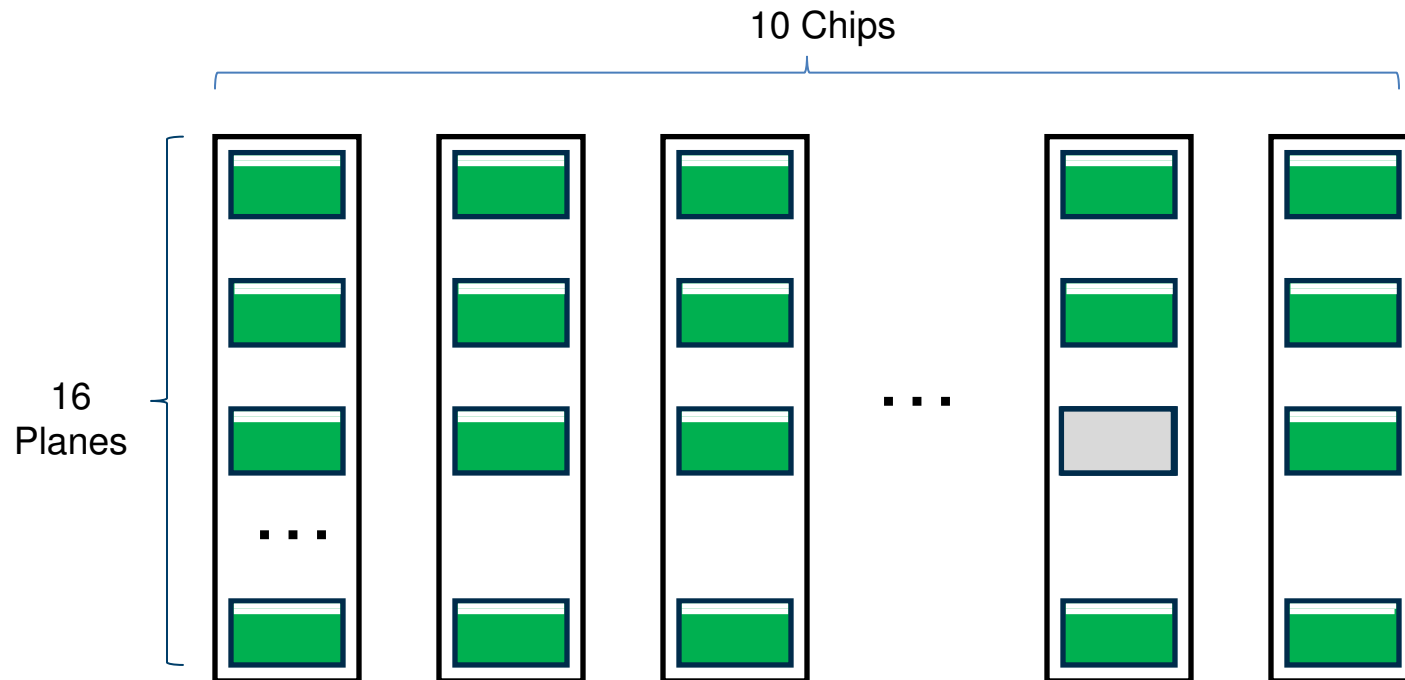 10 Chips
16
Planes
. . .
. . .